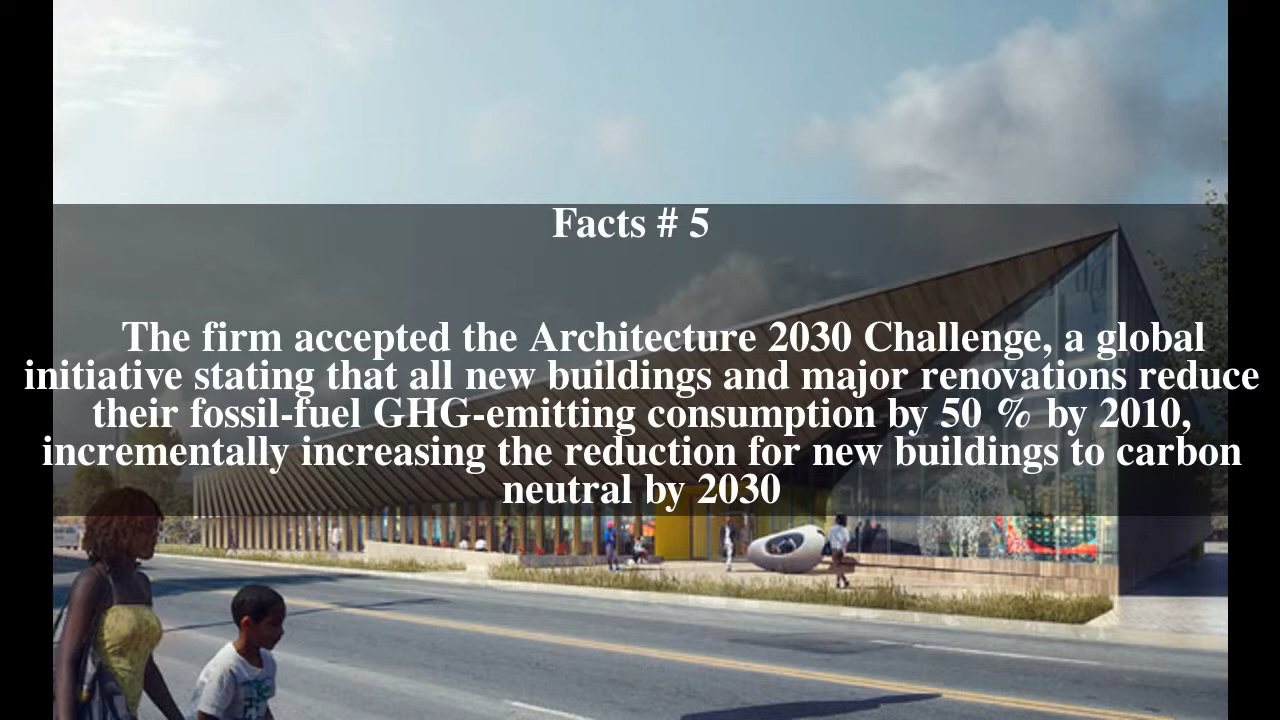 Facts # 5
The firm accepted the Architecture 2030 Challenge, a global
initiative stating that all new buildings and major renovations reduce
their fossil-fuel GHG-emitting consumption by 50 % by 2010,
incrementally increasing the reduction for new buildings to carbon
neutral by 2030